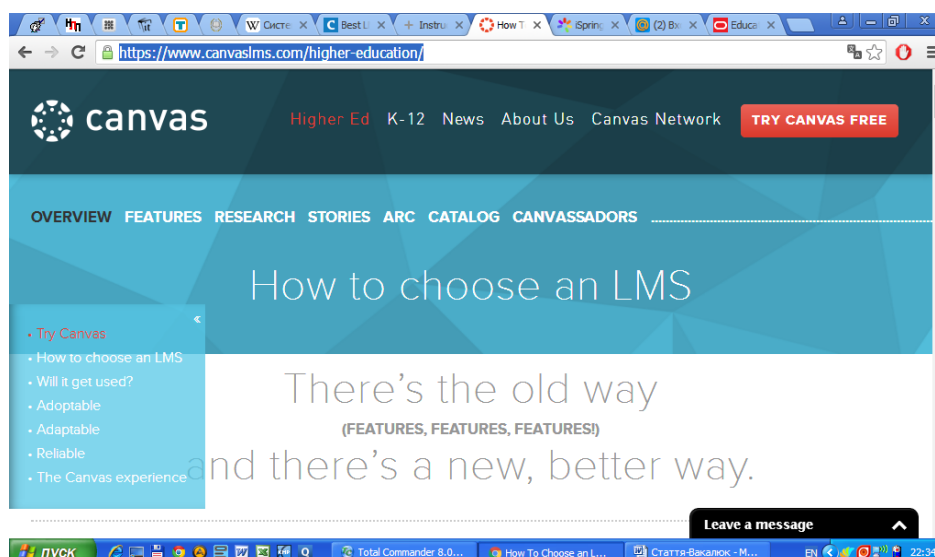 W Систе
C Best L
+ Instru
How T
iSpring
(2) Вх
Educa
https://www.canvaslms.com/higher-education/
canvas
Higher Ed K-12 News About Us Canvas Network TRY CANVAS FREE
OVERVIEW FEATURES RESEARCH STORIES ARC CATALOG CANVASSADORS
How to choose an LMS
«
• Try Canvas
• How to choose an LMS
• Will it get used?
• Adoptable
• Adaptable
• Reliable
• The Canvas experience
There's the old way
(FEATURES, FEATURES, FEATURES!)
and there's a new, better way.
Leave a message
пуск Total Commander 8.0... How To Choose an L... Стаття-Вакалюк - M... EN 22:34